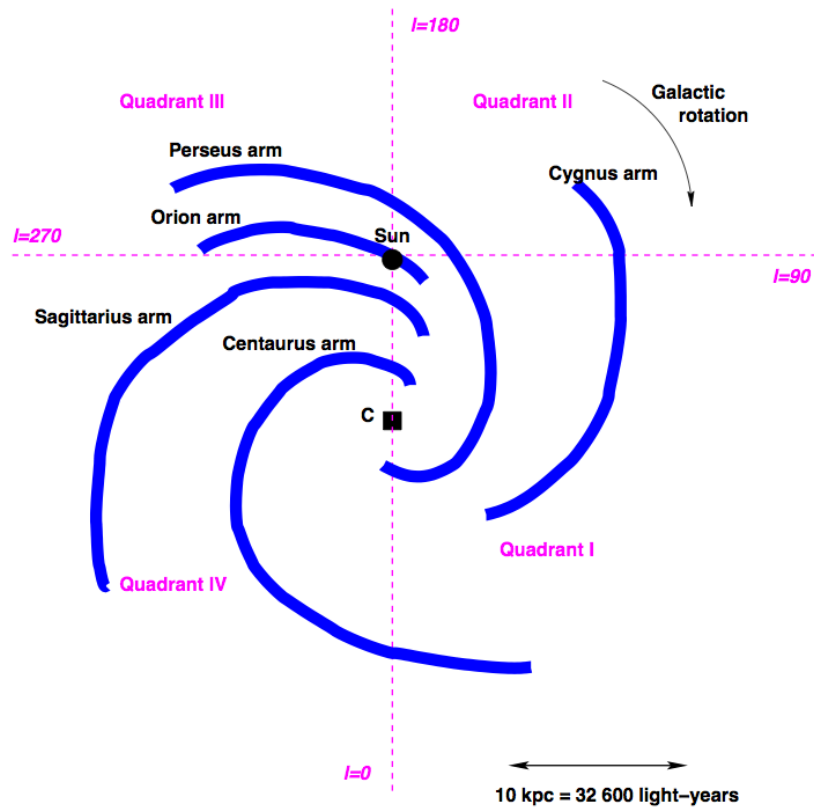 l=180
Quadrant III
Quadrant II
Galactic
rotation
Perseus arm
Cygnus arm
Orion arm
Sun
l=270
l=90
Sagittarius arm
Centaurus arm
C
Quadrant I
Quadrant IV
l=0
10 kpc = 32 600 light–years